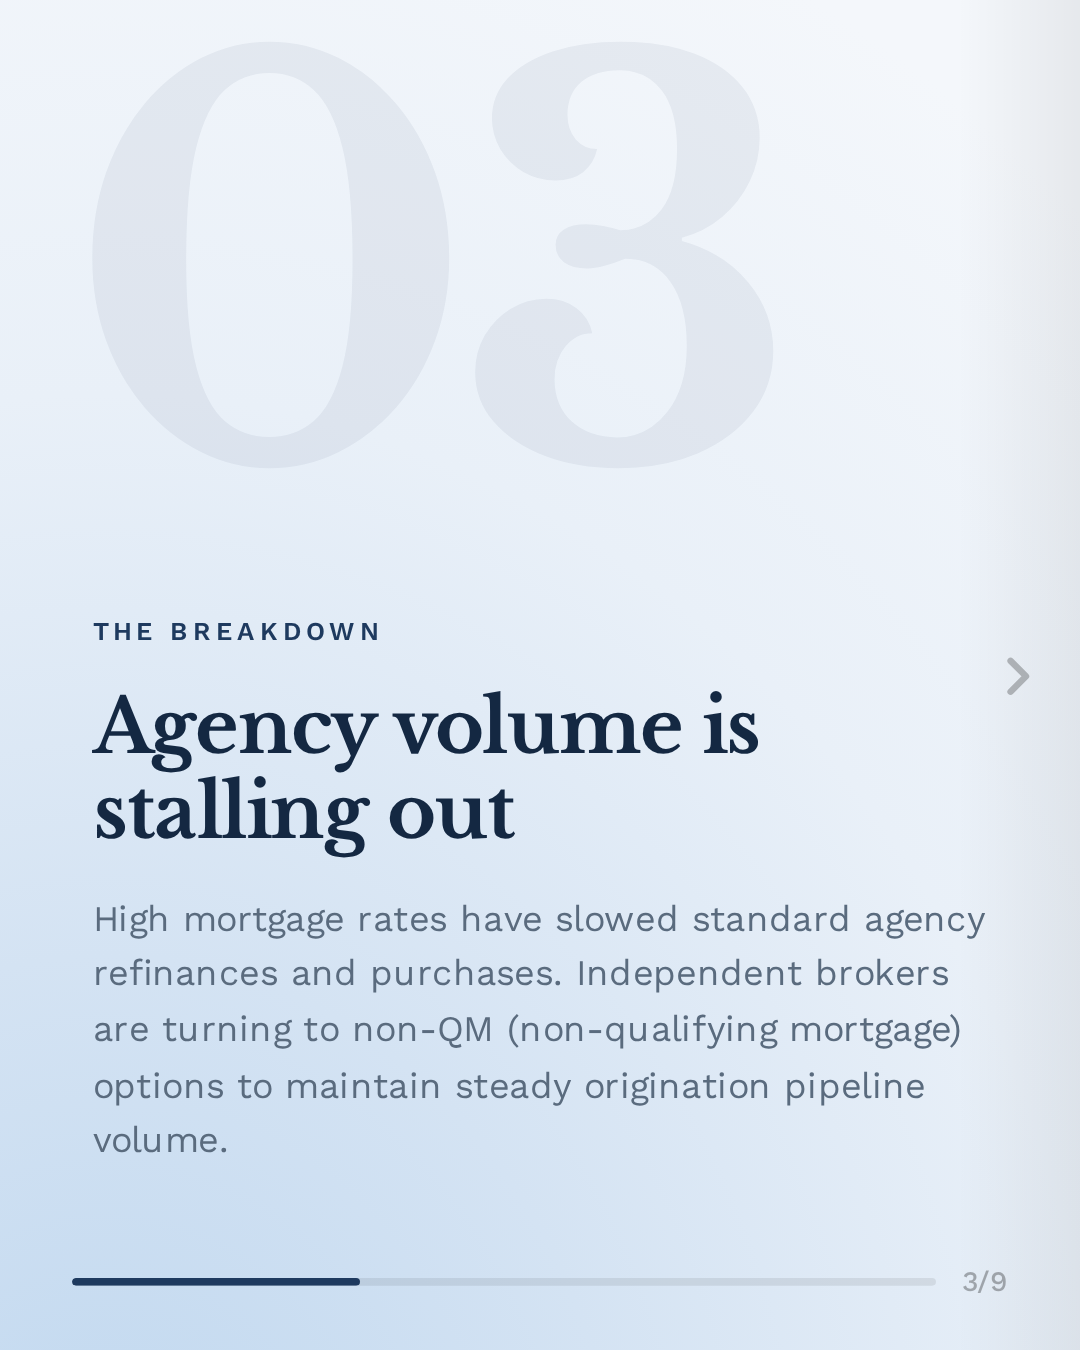 03
THE BREAKDOWN
Agency volume is
stalling out
High mortgage rates have slowed standard agency
refinances and purchases. Independent brokers
are turning to non-QM (non-qualifying mortgage)
options to maintain steady origination pipeline
volume.
3/9